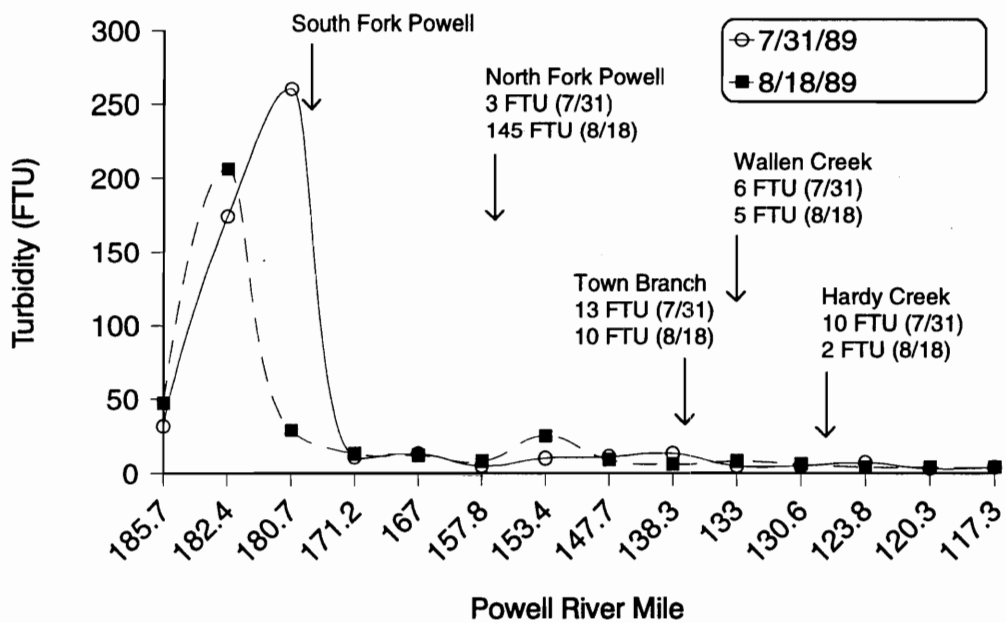 300
250
200
150
100
50
0
Turbidity (FTU)
South Fork Powell
North Fork Powell
3 FTU (7/31)
145 FTU (8/18)
7/31/89
8/18/89
Wallen Creek
6 FTU (7/31)
5 FTU (8/18)
Town Branch
13 FTU (7/31)
10 FTU (8/18)
Hardy Creek
10 FTU (7/31)
2 FTU (8/18)
185.7
182.4
180.7
171.2
167
157.8
153.4
147.7
138.3
133
130.6
123.8
120.3
117.3
Powell River Mile